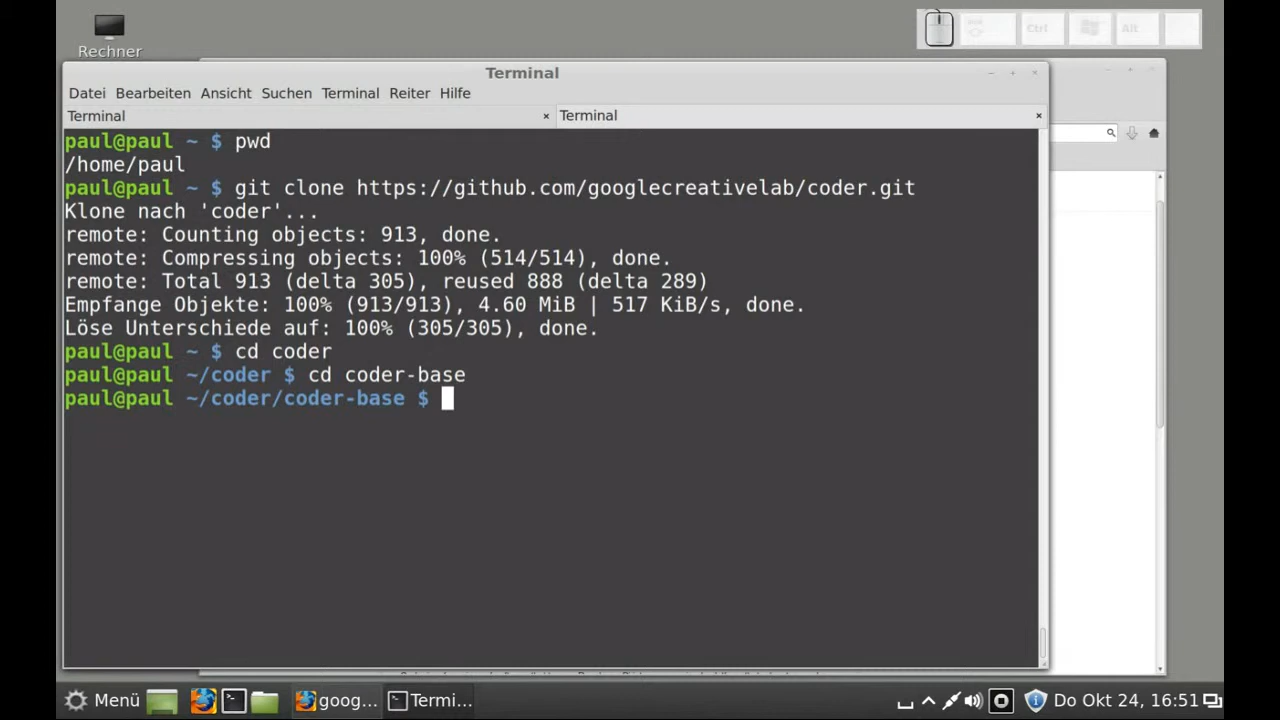 Rechner
Ctrl
Alt
Terminal
Datei Bearbeiten Ansicht Suchen Terminal Reiter Hilfe
Terminal × Terminal ×
paul@paul ~ $ pwd
/home/paul
paul@paul ~ $ git clone https://github.com/googlecreativelab/coder.git
Klone nach 'coder'...
remote: Counting objects: 913, done.
remote: Compressing objects: 100% (514/514), done.
remote: Total 913 (delta 305), reused 888 (delta 289)
Empfange Objekte: 100% (913/913), 4.60 MiB | 517 KiB/s, done.
Löse Unterschiede auf: 100% (305/305), done.
paul@paul ~ $ cd coder
paul@paul ~/coder $ cd coder-base
paul@paul ~/coder/coder-base $
Menü goog... Termi... Do Okt 24, 16:51